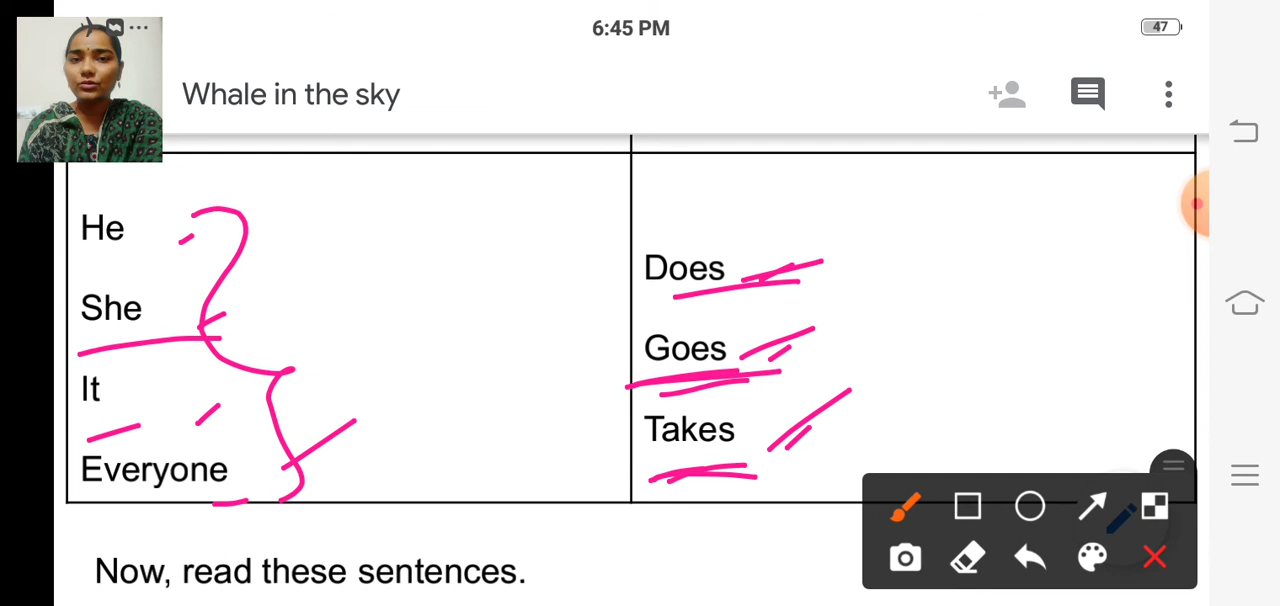 6:45 PM
47
Whale in the sky
He
She
It
Everyone
Does
Goes
Takes
Now, read these sentences.